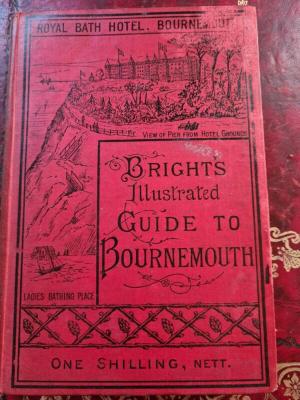 ROYAL BATH HOTEL. BOURNEMOUTH
VIEW OF PIER FROM HOTEL GROUNDS
BRIGHT'S
Illustrated
GUIDE TO
BOURNEMOUTH
LADIES BATHING PLACE
ONE SHILLING, NETT.